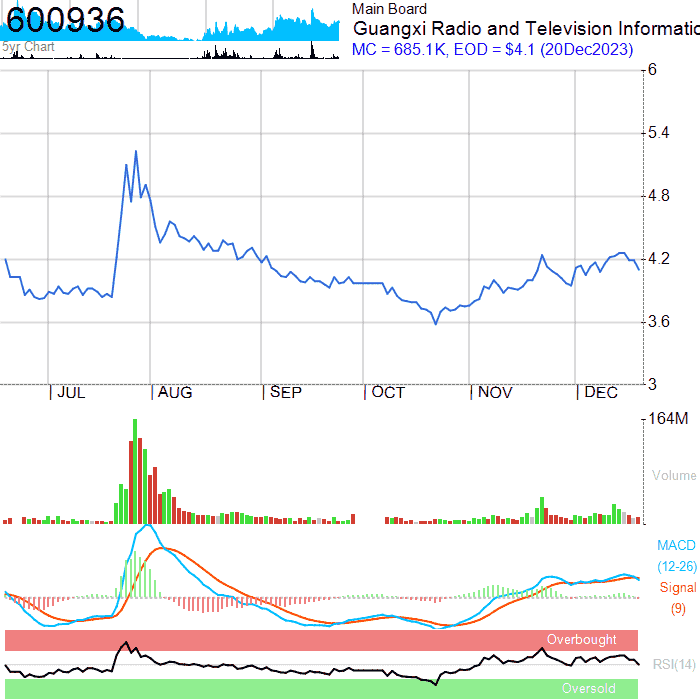 600936
5yr Chart
Main Board
Guangxi Radio and Television Informatio
MC = 685.1K, EOD = $4.1 (20Dec2023)
6
5.4
4.8
4.2
3.6
3
JUL AUG SEP OCT NOV DEC
164M
Volume
MACD
(12-26)
Signal
(9)
Overbought
RSI(14)
Oversold